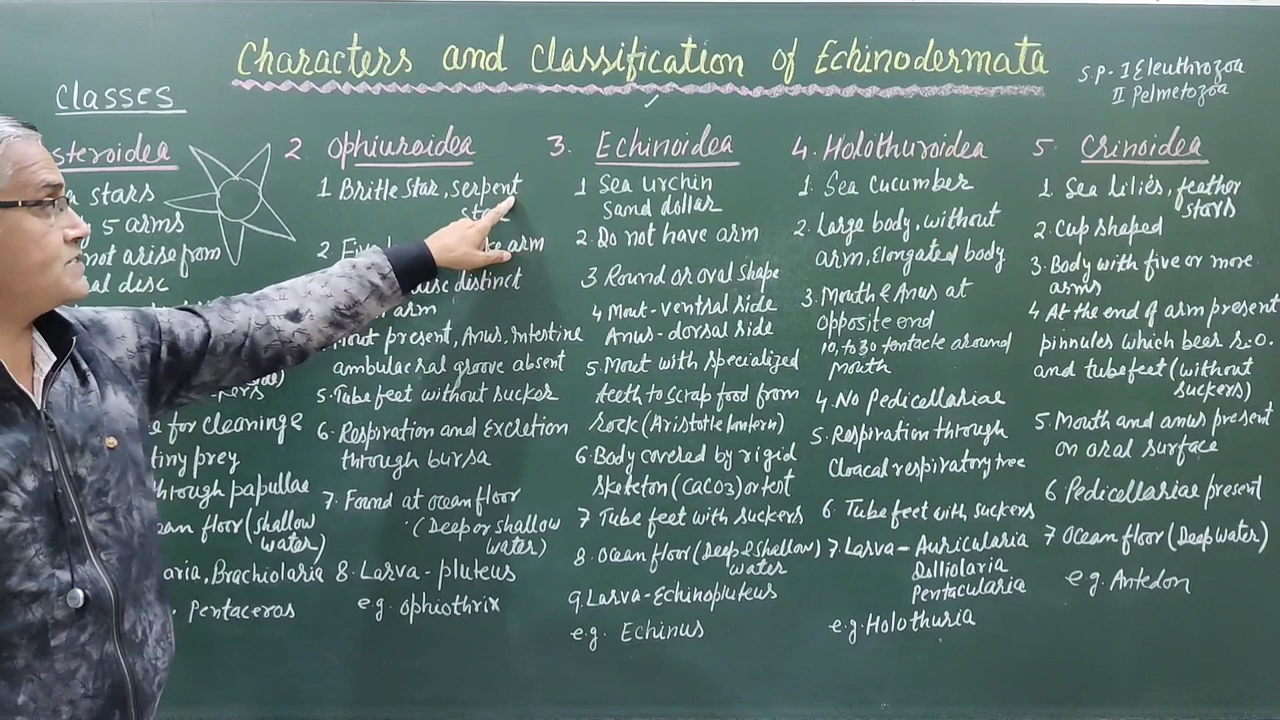 Characters and Classification of Echinodermata
S.P- I Eleuthrozoa
II Pelmetozoa
Classes
steroidea
stars
5 arms
not arise from
al disc
for cleaning &
tiny prey
through papullae
ean floor (shallow
water)
aria, Brachiolaria
Pentaceros
2 Ophiuroidea
1 Britle Star, serpent
2 arm
disc distinct
arm
Mout present, Anus, intestine
ambulacral groove absent
5. Tube feet without sucker
6. Respiration and Excretion
through bursa
7. Found at ocean floor
(Deep or shallow
water)
8. Larva - pluteus
e.g. Ophiothrix
3. Echinoidea
1 Sea urchin
Sand dollar
2. Do not have arm
3 Round or oval shape
4 Mout - ventral side
Anus - dorsal side
5. Mout with specialized
teeth to scrap food from
rock (Aristotle lantern)
6. Body covered by rigid
skeleton (CaCO3) or test
7 Tube feet with suckers
8. Ocean floor (Deep & shallow)
water
9. Larva - Echinopluteus
e.g. Echinus
4. Holothuroidea
1. Sea cucumber
2. Large body, without
arm, Elongated body
3. Mouth & Anus at
opposite end
10, to 30 tentacle around
mouth
4. No Pedicellariae
5. Respiration through
Cloacal respiratory tree
6. Tube feet with suckers
7. Larva - Auricularia
Dolliolaria
Pentacularia
e.g. Holothuria
5. Crinoidea
1. Sea lilies, feather
stars
2. Cup shaped
3. Body with five or more
arms
4 At the end of arm present
pinnules which bear r.o.
and tube feet (without
suckers)
5. Mouth and anus present
on oral surface
6 Pedicellariae present
7 Ocean floor (Deep water)
e.g. Antedon